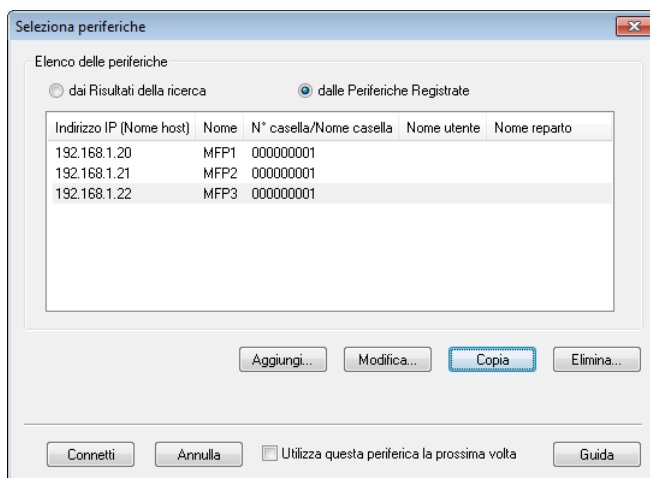 Seleziona periferiche
Elenco delle periferiche
dai Risultati della ricerca dalle Periferiche Registrate
Indirizzo IP (Nome host) Nome N° casella/Nome casella Nome utente Nome reparto
192.168.1.20 MFP1 000000001
192.168.1.21 MFP2 000000001
192.168.1.22 MFP3 000000001
Aggiungi... Modifica... Copia Elimina...
Connetti Annulla Utilizza questa periferica la prossima volta Guida